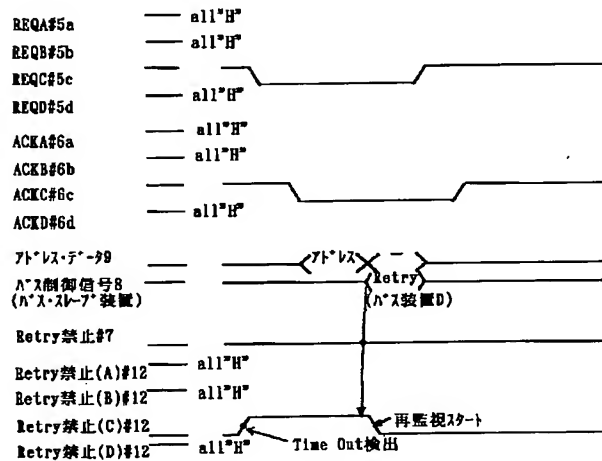 REQA#5a all"H"
REQB#5b all"H"
REQC#5c
REQD#5d all"H"
ACKA#6a all"H"
ACKB#6b all"H"
ACKC#6c
ACKD#6d all"H"
アドレス・データ9 アドレス ー
バス制御信号8 Retry
(バス・スレーブ装置) (バス装置D)
Retry禁止#7
Retry禁止(A)#12 all"H"
Retry禁止(B)#12 all"H"
Retry禁止(C)#12 再監視スタート
Retry禁止(D)#12 all"H" Time Out検出